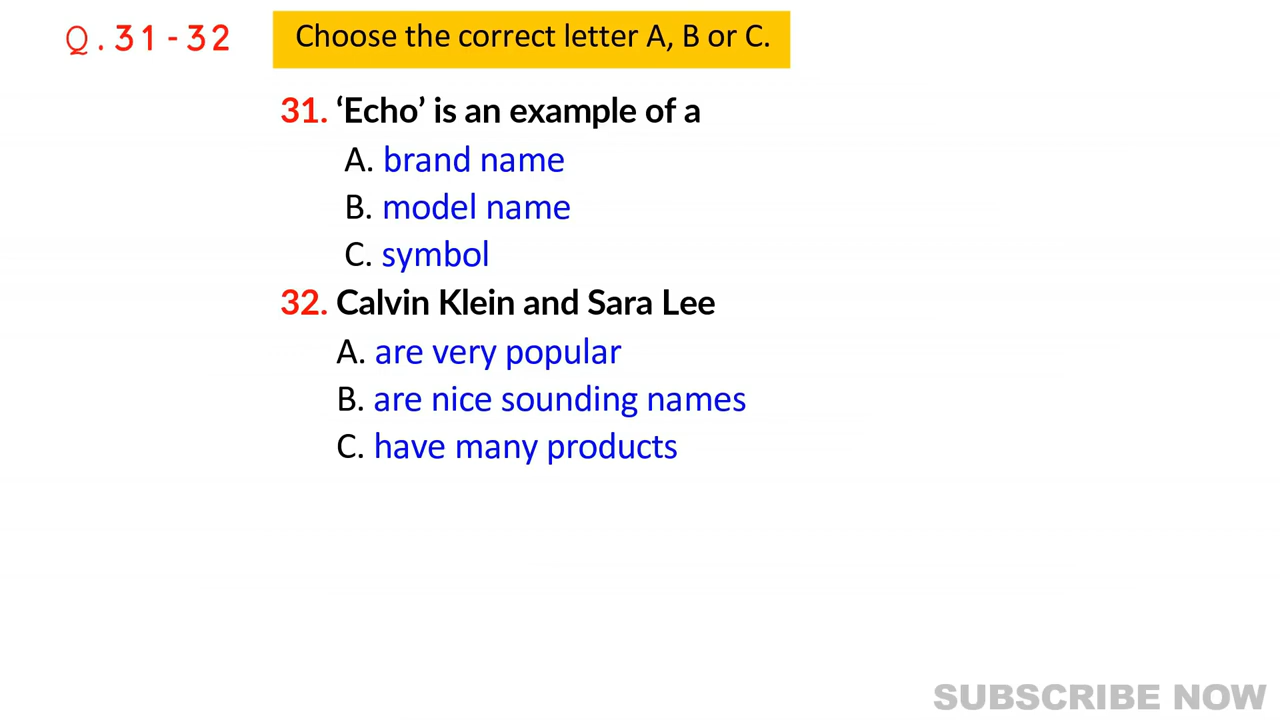 Q.31-32
Choose the correct letter A, B or C.
31. ‘Echo’ is an example of a
A. brand name
B. model name
C. symbol
32. Calvin Klein and Sara Lee
A. are very popular
B. are nice sounding names
C. have many products
SUBSCRIBE NOW